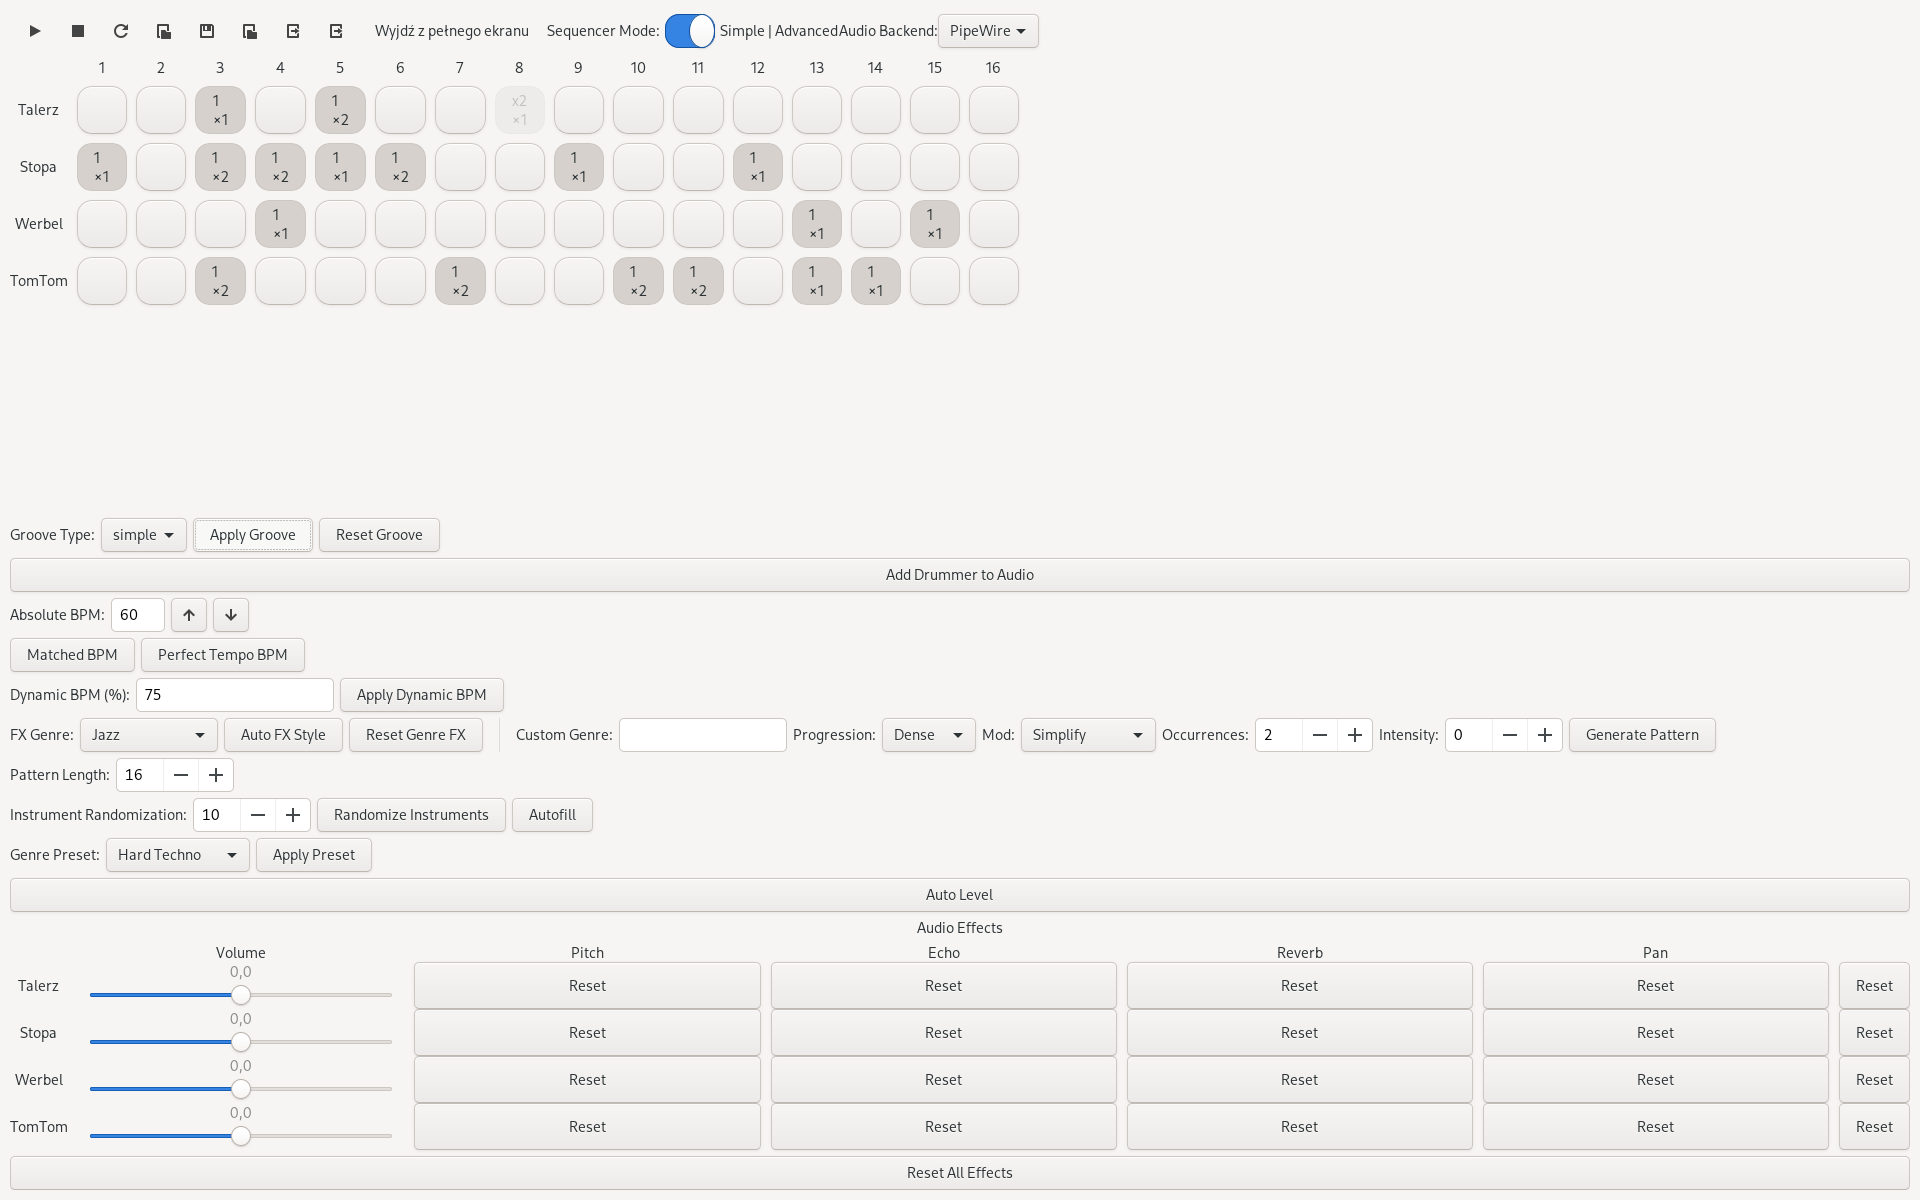 Wyjdź z pełnego ekranu Sequencer Mode: Simple | Advanced Audio Backend: PipeWire
1 2 3 4 5 6 7 8 9 10 11 12 13 14 15 16
Talerz 1 ×1 1 ×2 x2 ×1
Stopa 1 ×1 1 ×2 1 ×2 1 ×1 1 ×2 1 ×1 1 ×1
Werbel 1 ×1 1 ×1 1 ×1
TomTom 1 ×2 1 ×2 1 ×2 1 ×2 1 ×1 1 ×1
Groove Type: simple Apply Groove Reset Groove
Add Drummer to Audio
Absolute BPM: 60
Matched BPM Perfect Tempo BPM
Dynamic BPM (%): 75 Apply Dynamic BPM
FX Genre: Jazz Auto FX Style Reset Genre FX Custom Genre: Progression: Dense Mod: Simplify Occurrences: 2 Intensity: 0 Generate Pattern
Pattern Length: 16
Instrument Randomization: 10 Randomize Instruments Autofill
Genre Preset: Hard Techno Apply Preset
Auto Level
Audio Effects
Volume Pitch Echo Reverb Pan
Talerz 0,0 Reset Reset Reset Reset Reset
Stopa 0,0 Reset Reset Reset Reset Reset
Werbel 0,0 Reset Reset Reset Reset Reset
TomTom 0,0 Reset Reset Reset Reset Reset
Reset All Effects